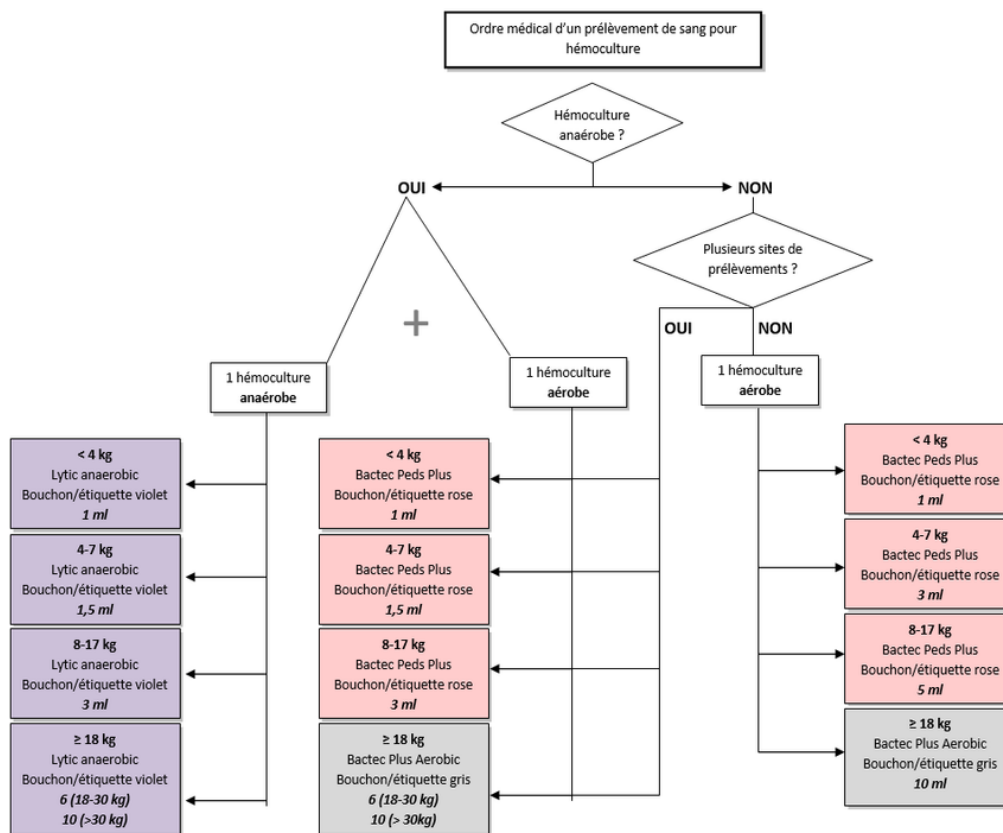 Ordre médical d'un prélèvement de sang pour
hémoculture
Hémoculture
anaérobe ?
OUI
NON
Plusieurs sites de
prélèvements ?
+
OUI
NON
1 hémoculture
anaérobe
1 hémoculture
aérobe
1 hémoculture
aérobe
< 4 kg
Lytic anaerobic
Bouchon/étiquette violet
1 ml
4-7 kg
Lytic anaerobic
Bouchon/étiquette violet
1,5 ml
8-17 kg
Lytic anaerobic
Bouchon/étiquette violet
3 ml
≥ 18 kg
Lytic anaerobic
Bouchon/étiquette violet
6 (18-30 kg)
10 (>30 kg)
< 4 kg
Bactec Peds Plus
Bouchon/étiquette rose
1 ml
4-7 kg
Bactec Peds Plus
Bouchon/étiquette rose
1,5 ml
8-17 kg
Bactec Peds Plus
Bouchon/étiquette rose
3 ml
≥ 18 kg
Bactec Plus Aerobic
Bouchon/étiquette gris
6 (18-30 kg)
10 (> 30kg)
< 4 kg
Bactec Peds Plus
Bouchon/étiquette rose
1 ml
4-7 kg
Bactec Peds Plus
Bouchon/étiquette rose
3 ml
8-17 kg
Bactec Peds Plus
Bouchon/étiquette rose
5 ml
≥ 18 kg
Bactec Plus Aerobic
Bouchon/étiquette gris
10 ml